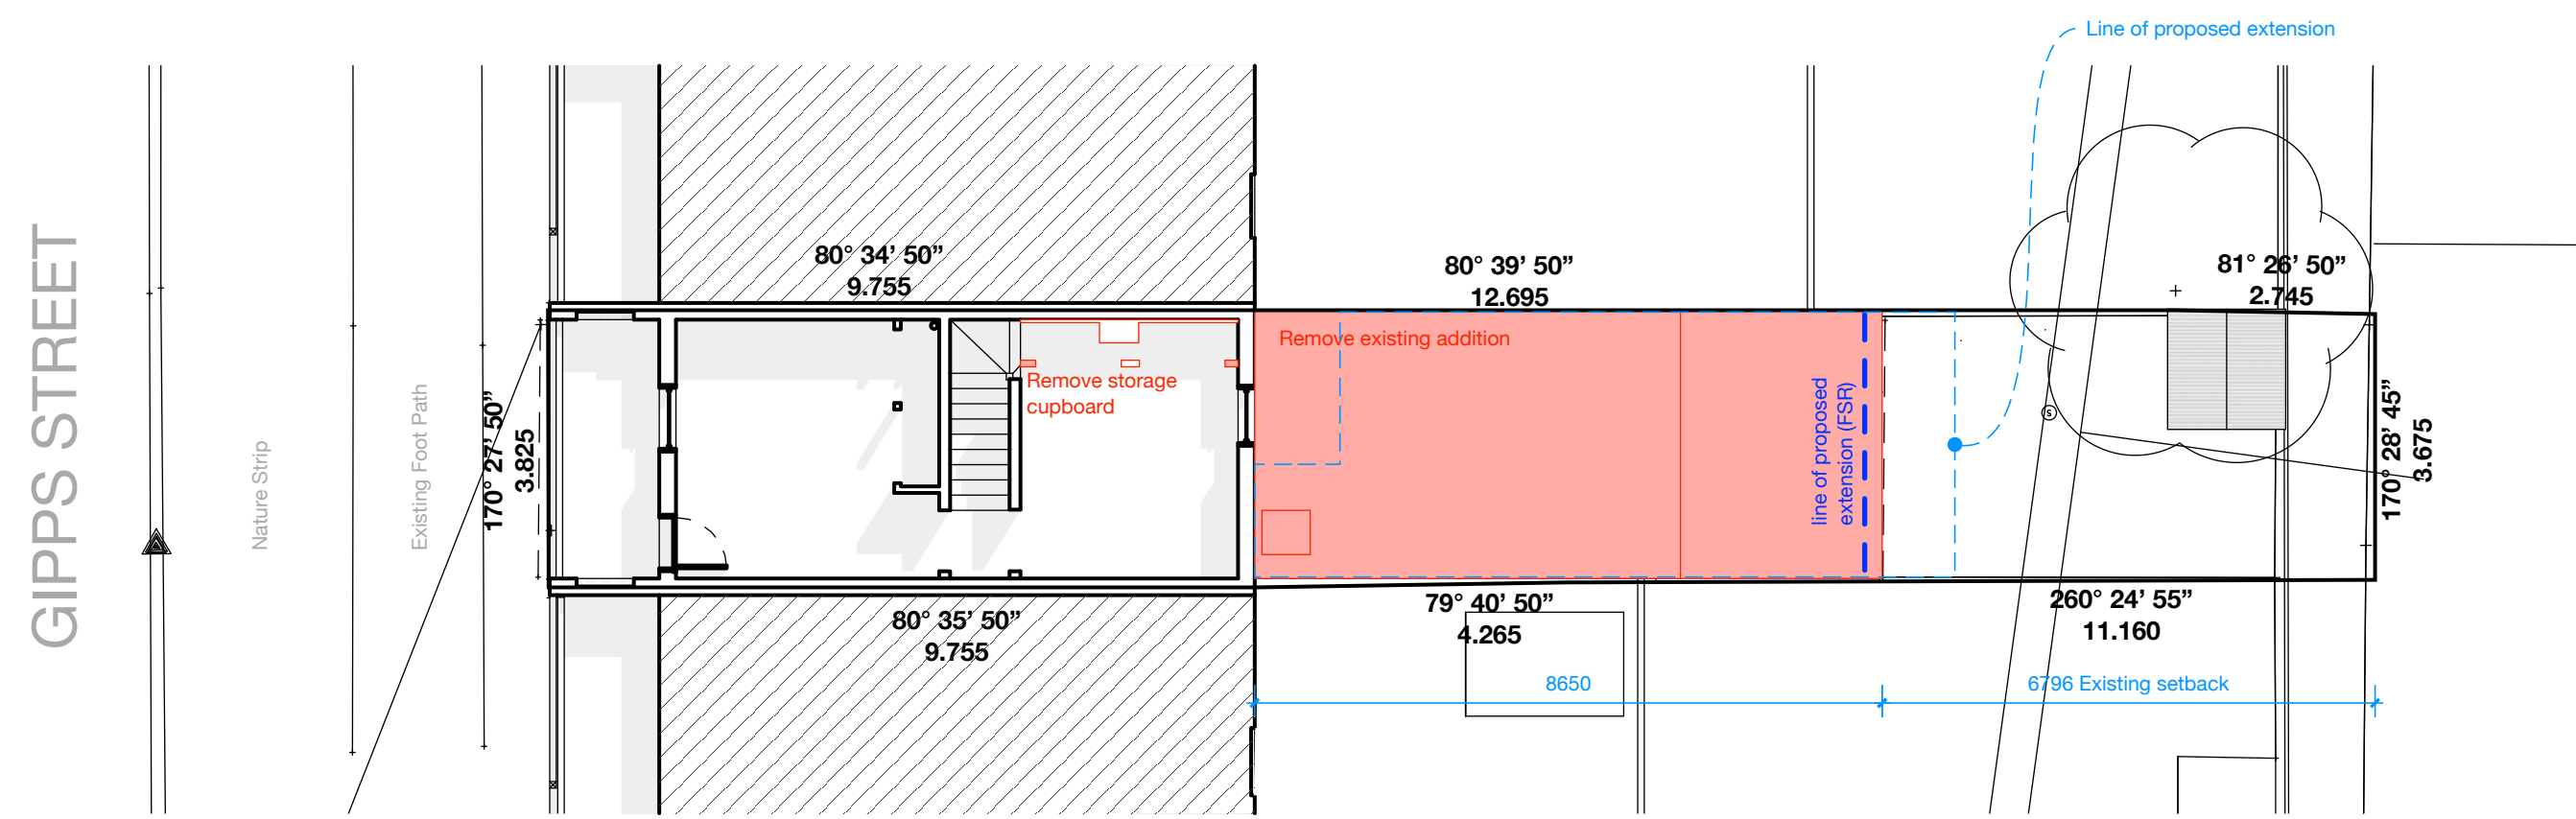 Line of proposed extension
GIPPS STREET
Nature Strip
Existing Foot Path
170° 27’ 50”
3.825
80° 34’ 50”
9.755
80° 39’ 50”
12.695
81° 26’ 50”
2.745
Remove existing addition
Remove storage
cupboard
line of proposed
extension (FSR)
S
170° 28’ 45”
3.675
80° 35’ 50”
9.755
79° 40’ 50”
4.265
260° 24’ 55”
11.160
8650
6796 Existing setback